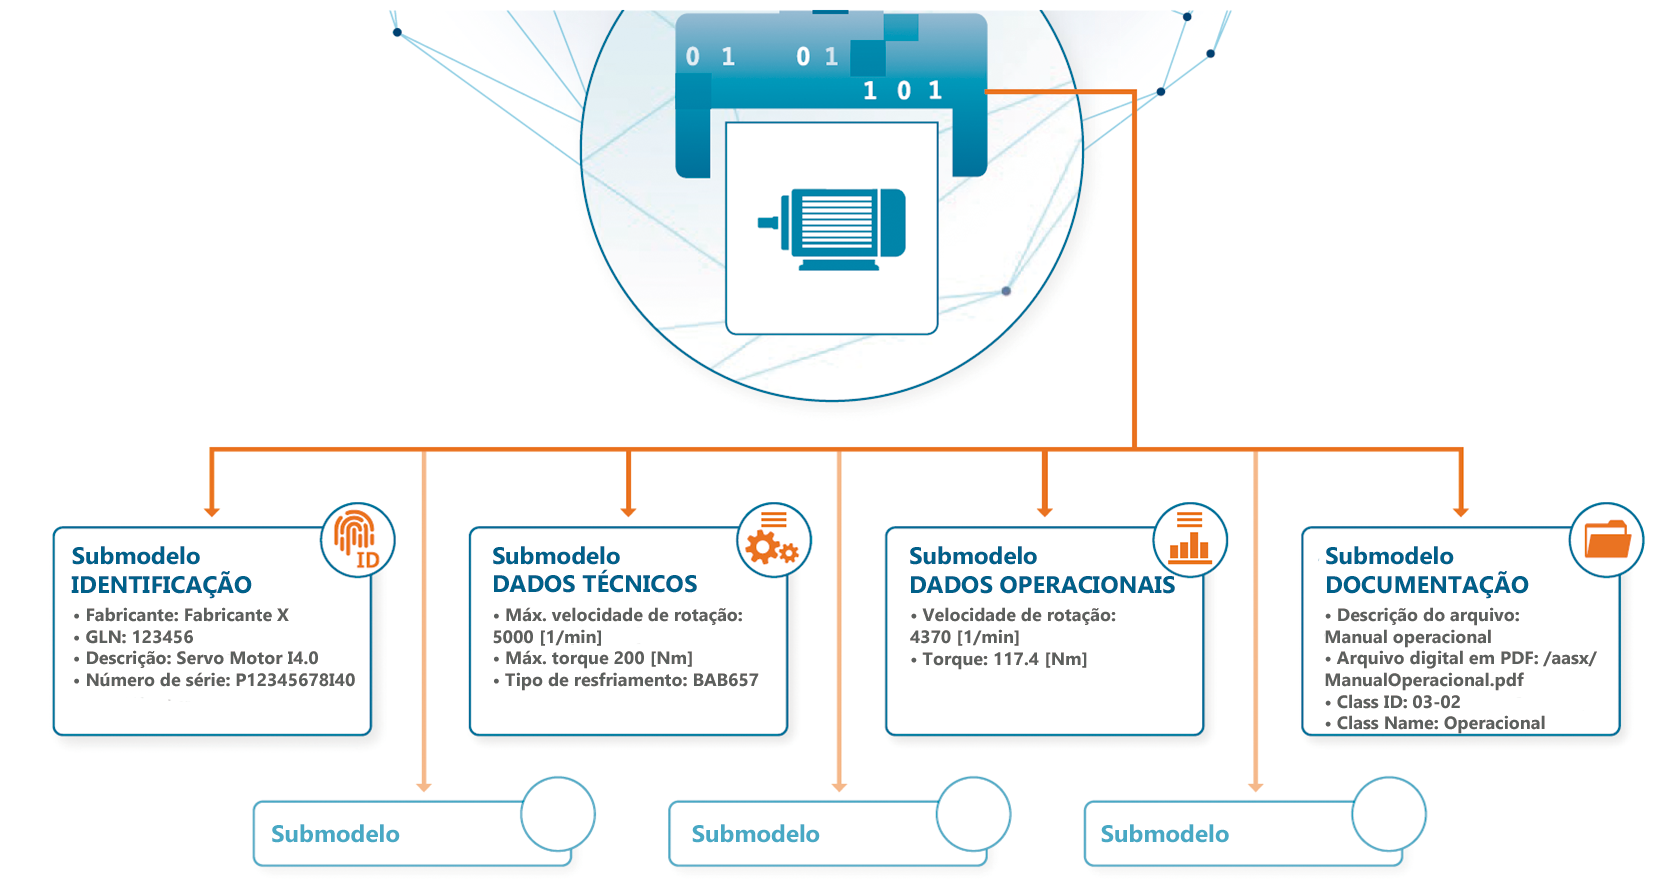 0 1 0 1
1 0 1
Submodelo
IDENTIFICAÇÃO
• Fabricante: Fabricante X
• GLN: 123456
• Descrição: Servo Motor I4.0
• Número de série: P12345678I40
ID
Submodelo
DADOS TÉCNICOS
• Máx. velocidade de rotação:
5000 [1/min]
• Máx. torque 200 [Nm]
• Tipo de resfriamento: BAB657
Submodelo
DADOS OPERACIONAIS
• Velocidade de rotação:
4370 [1/min]
• Torque: 117.4 [Nm]
Submodelo
DOCUMENTAÇÃO
• Descrição do arquivo:
Manual operacional
• Arquivo digital em PDF: /aasx/
ManualOperacional.pdf
• Class ID: 03-02
• Class Name: Operacional
Submodelo
Submodelo
Submodelo